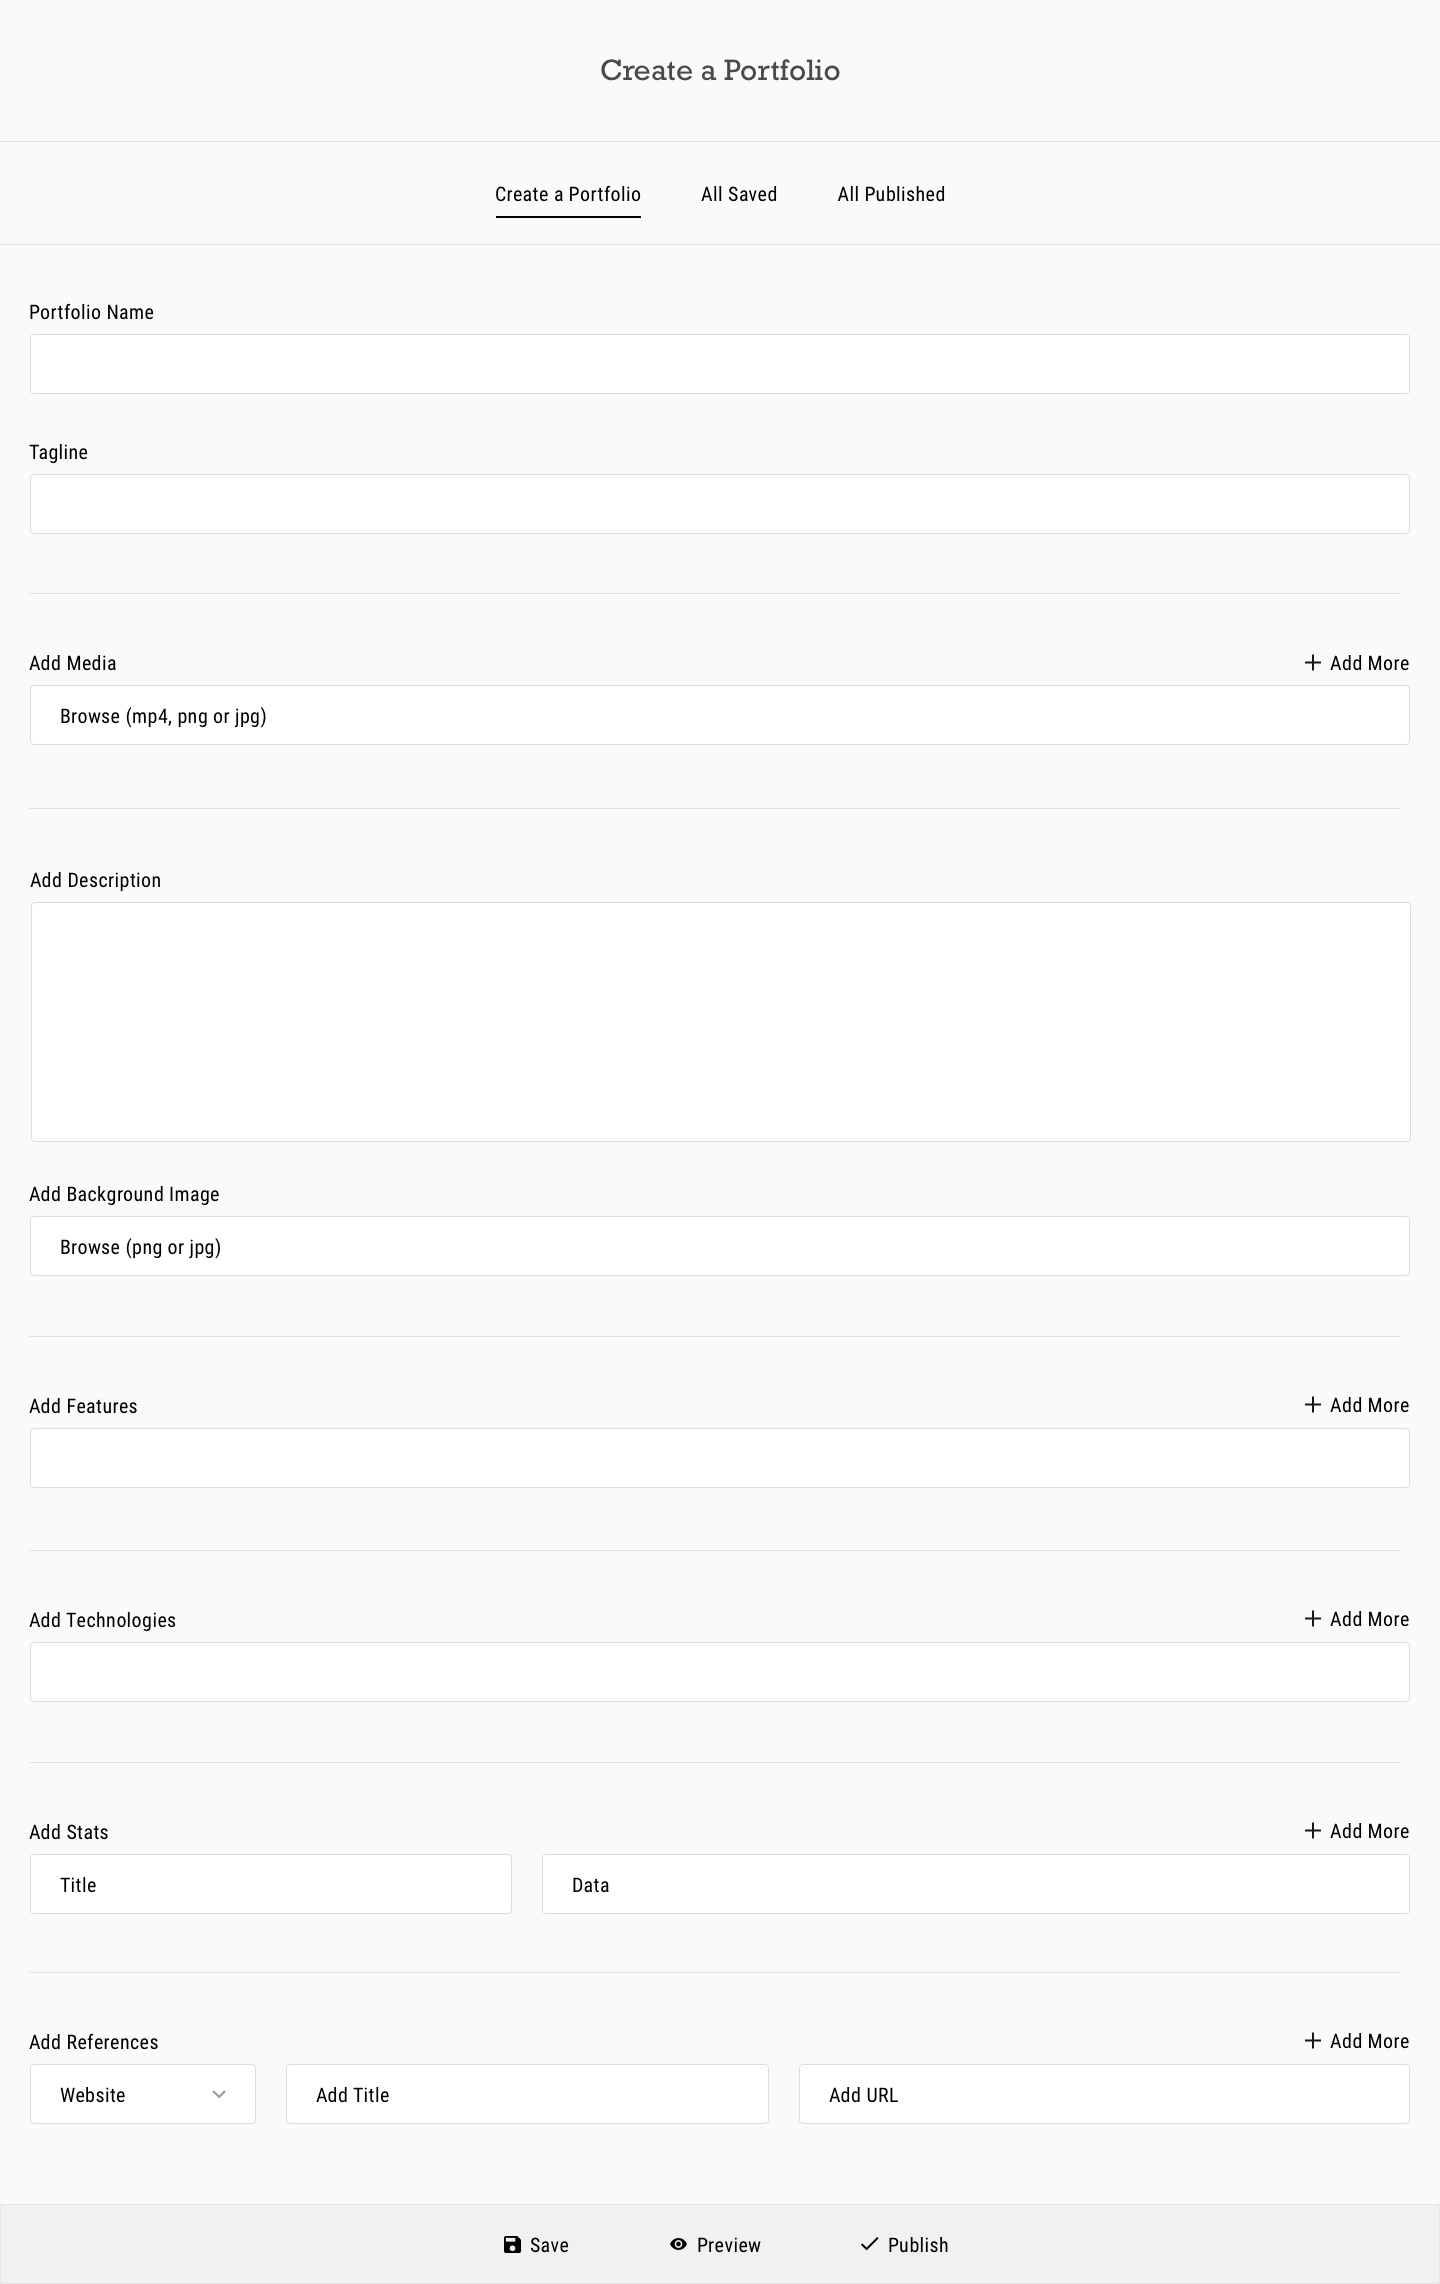 Create a Portfolio
Create a Portfolio All Saved All Published
Portfolio Name
Tagline
Add Media Add More
Browse (mp4, png or jpg)
Add Description
Add Background Image
Browse (png or jpg)
Add Features Add More
Add Technologies Add More
Add Stats Add More
Title Data
Add References Add More
Website Add Title Add URL
Save Preview Publish